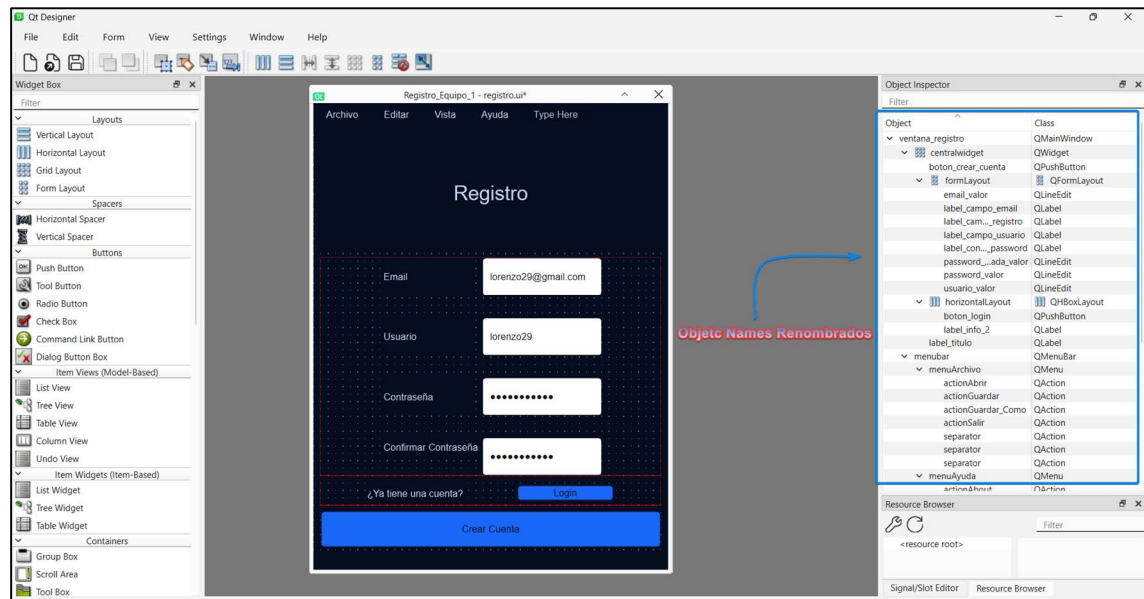 Qt Designer
File Edit Form View Settings Window Help
Widget Box
Filter
Layouts
Vertical Layout
Horizontal Layout
Grid Layout
Form Layout
Spacers
Horizontal Spacer
Vertical Spacer
Buttons
Push Button
Tool Button
Radio Button
Check Box
Command Link Button
Dialog Button Box
Item Views (Model-Based)
List View
Tree View
Table View
Column View
Undo View
Item Widgets (Item-Based)
List Widget
Tree Widget
Table Widget
Containers
Group Box
Scroll Area
Tool Box
Registro_Equipo_1 - registro.ui*
Archivo Editar Vista Ayuda Type Here
Registro
Email lorenzo29@gmail.com
Usuario lorenzo29
Contraseña
Confirmar Contraseña
¿Ya tiene una cuenta? Login
Crear Cuenta
Objetc Names Renombrados
Object Inspector
Filter
Object Class
ventana_registro QMainWindow
centralwidget QWidget
boton_crear_cuenta QPushButton
formLayout QFormLayout
email_valor QLineEdit
label_campo_email QLabel
label_cam..._registro QLabel
label_campo_usuario QLabel
label_con..._password QLabel
password_...ada_valor QLineEdit
password_valor QLineEdit
usuario_valor QLineEdit
horizontalLayout QHBoxLayout
boton_login QPushButton
label_info_2 QLabel
label_titulo QLabel
menubar QMenuBar
menuArchivo QMenu
actionAbrir QAction
actionGuardar QAction
actionGuardar_Como QAction
actionSalir QAction
separator QAction
separator QAction
separator QAction
menuAyuda QMenu
actionAbout QAction
Resource Browser
Filter
<resource root>
Signal/Slot Editor Resource Browser